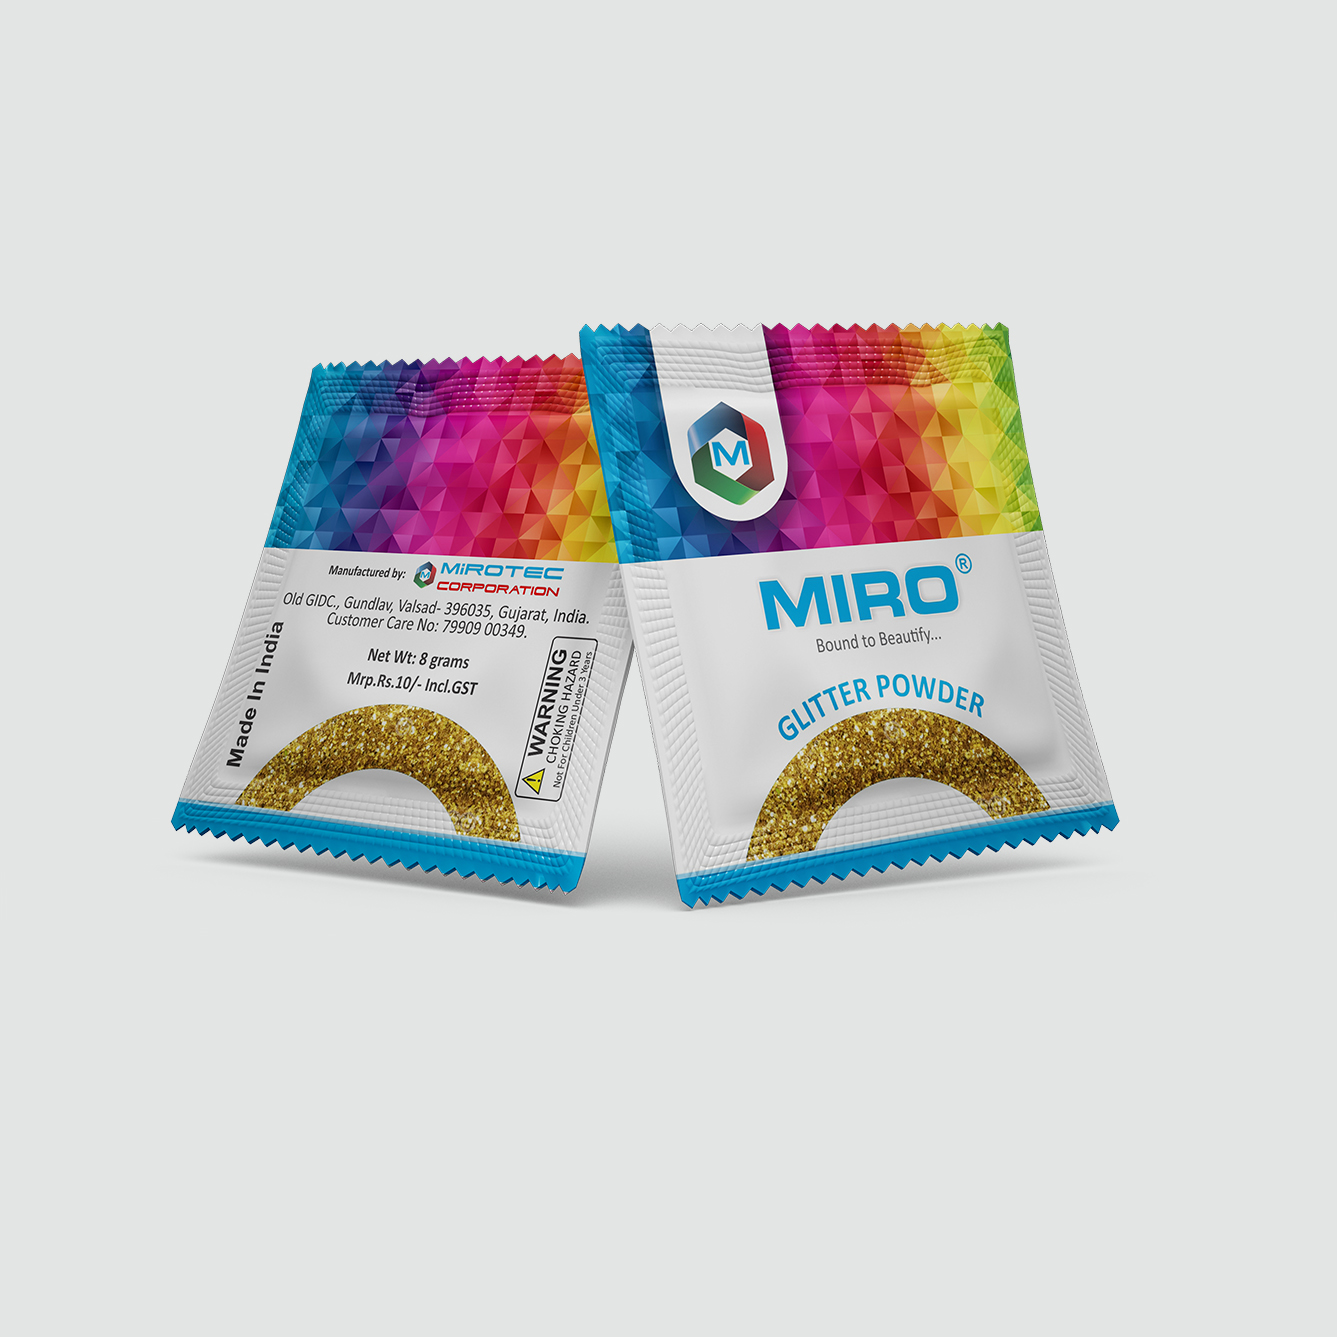 Manufactured by: M MiROTEC
CORPORATION
Old GIDC., Gundlav, Valsad- 396035, Gujarat, India.
Customer Care No: 79909 00349.
Net Wt: 8 grams
Mrp.Rs.10/- Incl.GST
Made In India
WARNING
CHOKING HAZARD
Not For Children Under 3 Years
M
MIRO®
Bound to Beautify...
GLITTER POWDER